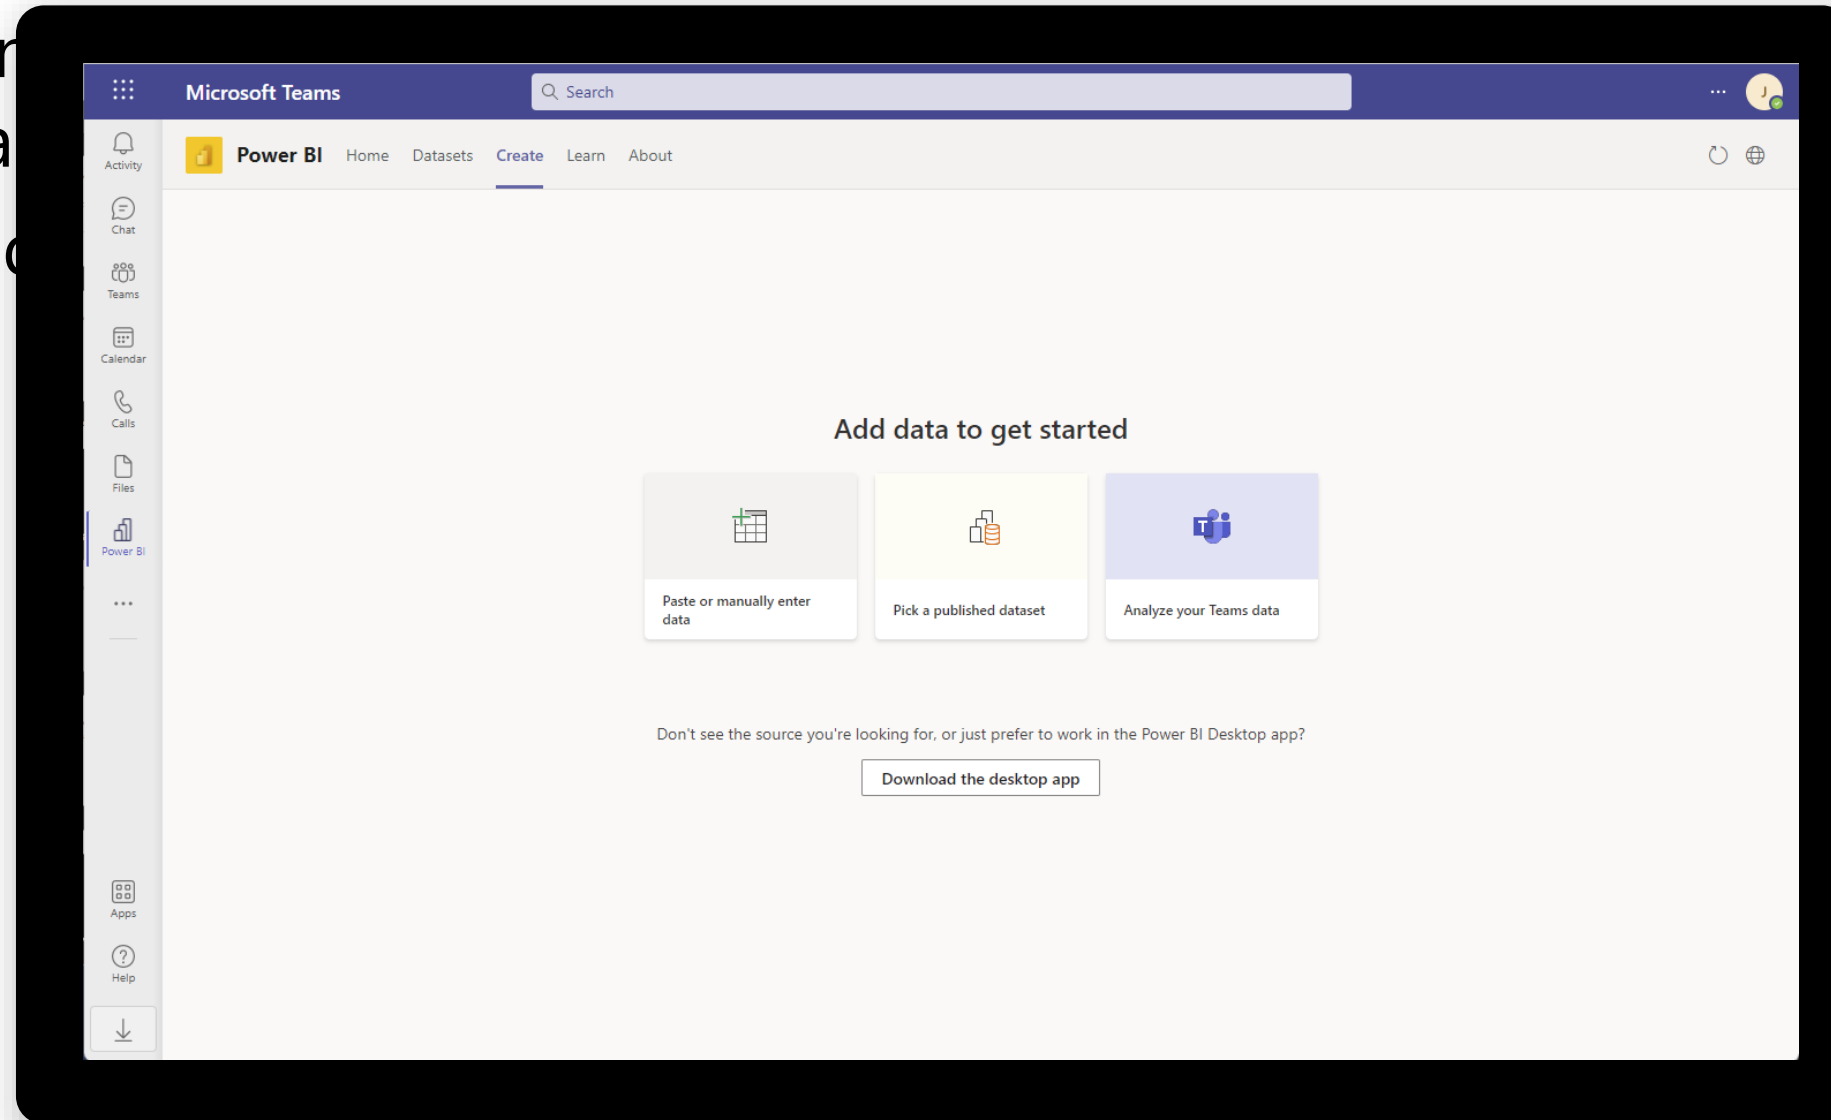 Microsoft Teams
Search
J
Activity
Chat
Teams
Calendar
Calls
Files
Power BI
Apps
Help
Power BI Home Datasets Create Learn About
Add data to get started
T
Paste or manually enter
data
Pick a published dataset
Analyze your Teams data
Don't see the source you're looking for, or just prefer to work in the Power BI Desktop app?
Download the desktop app